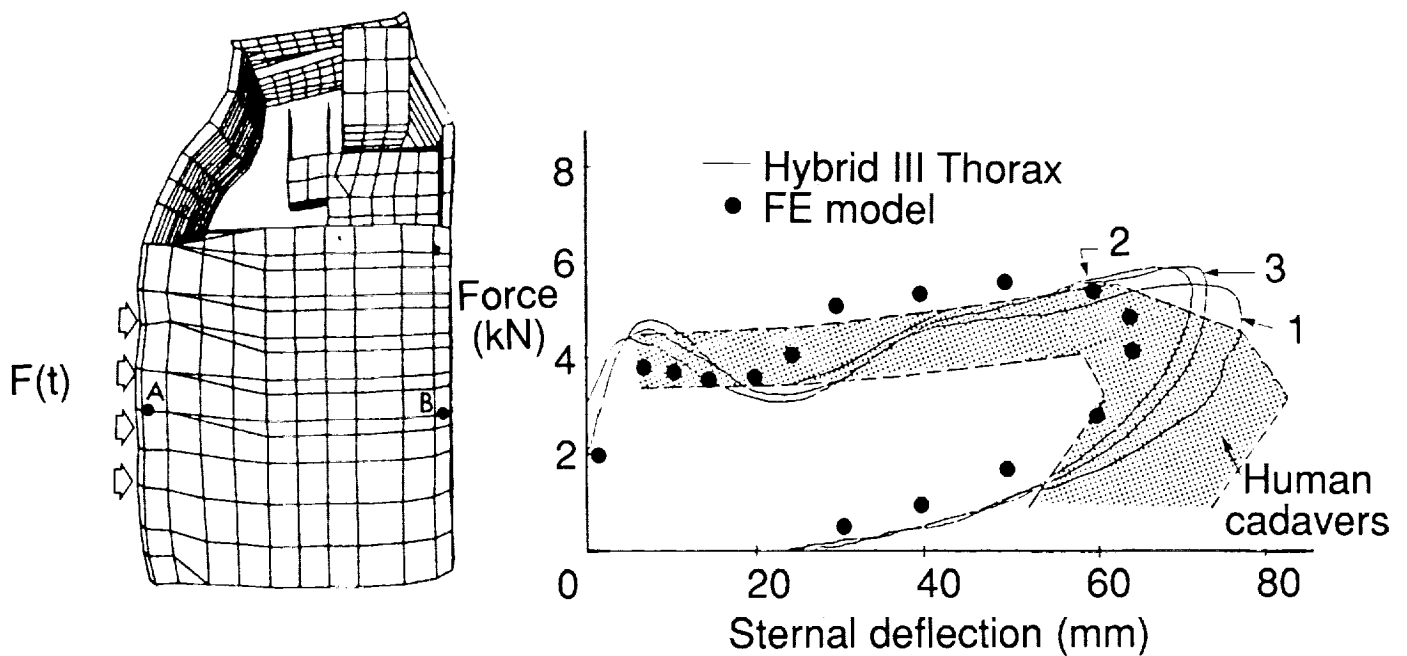 F(t)
A
B
Force
(kN)
8
6
4
2
0
20
40
60
80
Sternal deflection (mm)
Hybrid III Thorax
FE model
2
3
1
Human
cadavers